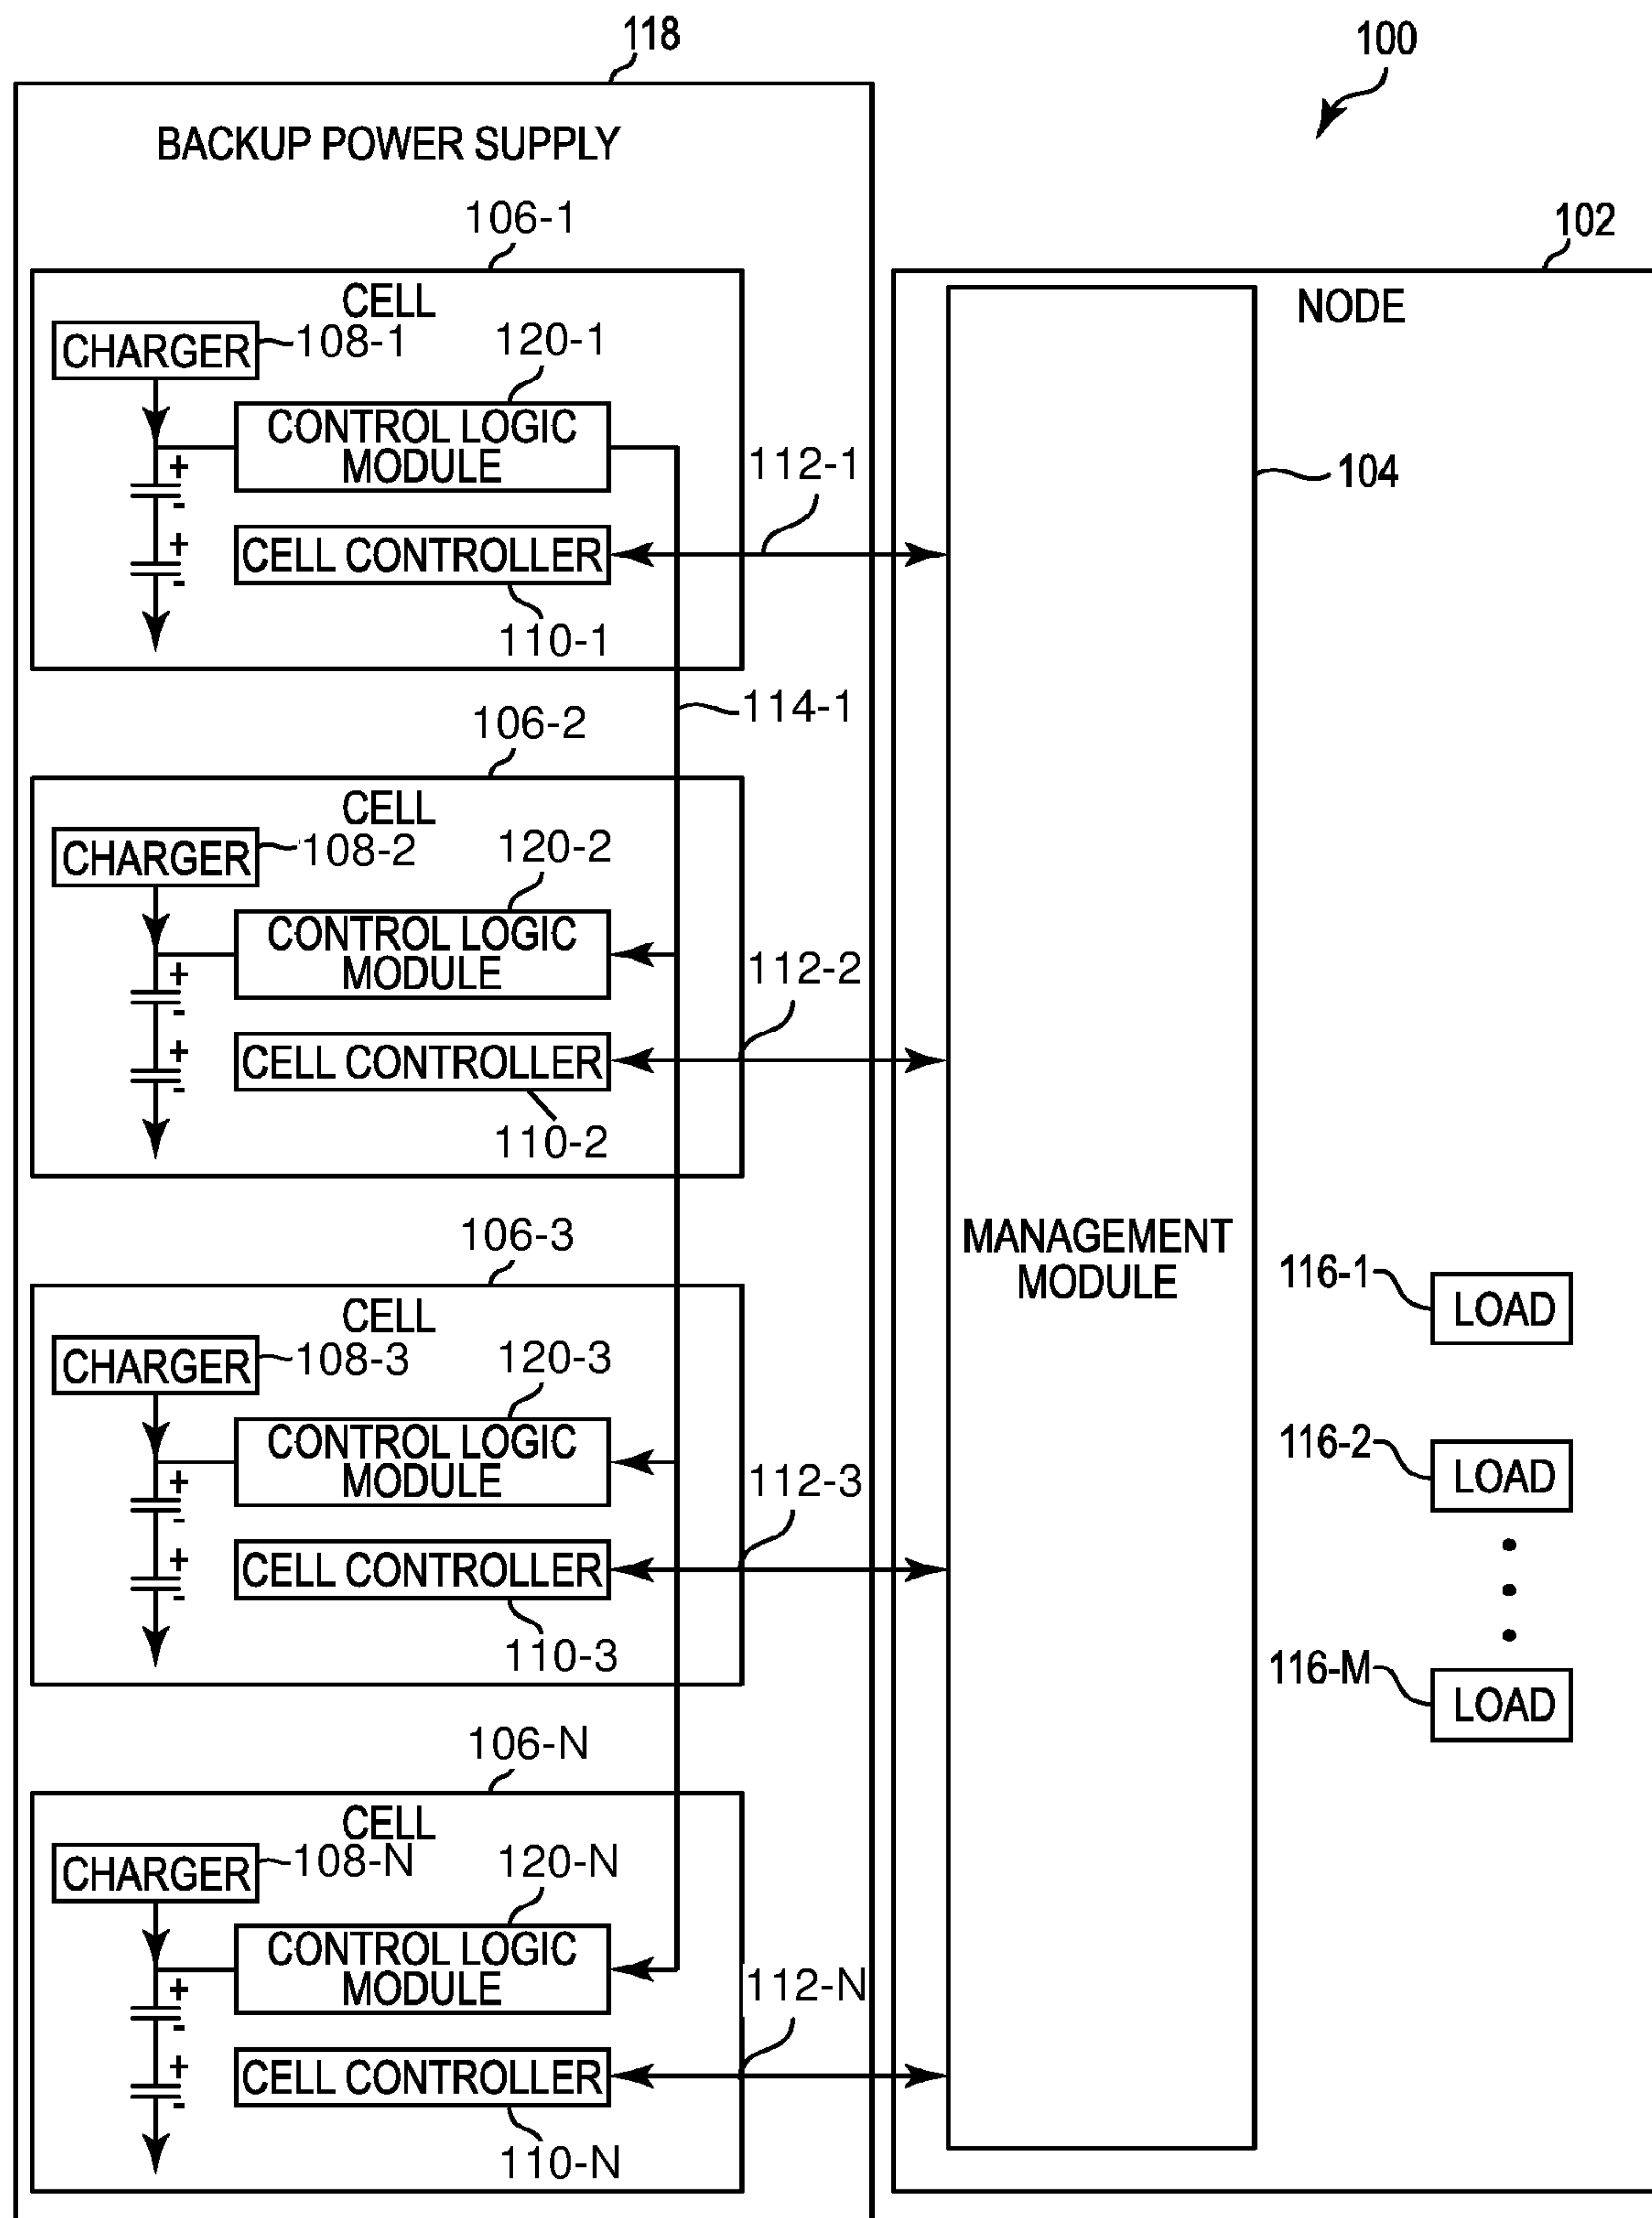 118
100
BACKUP POWER SUPPLY
102
NODE
106-1
CELL
CHARGER
108-1
120-1
CONTROL LOGIC
MODULE
+
-
+
-
112-1
104
CELL CONTROLLER
110-1
114-1
106-2
CELL
CHARGER
108-2
120-2
CONTROL LOGIC
MODULE
+
-
+
-
112-2
CELL CONTROLLER
110-2
MANAGEMENT
MODULE
106-3
CELL
CHARGER
108-3
120-3
CONTROL LOGIC
MODULE
+
-
+
-
112-3
CELL CONTROLLER
110-3
116-1
LOAD
116-2
LOAD
116-M
LOAD
106-N
CELL
CHARGER
108-N
120-N
CONTROL LOGIC
MODULE
+
-
+
-
112-N
CELL CONTROLLER
110-N